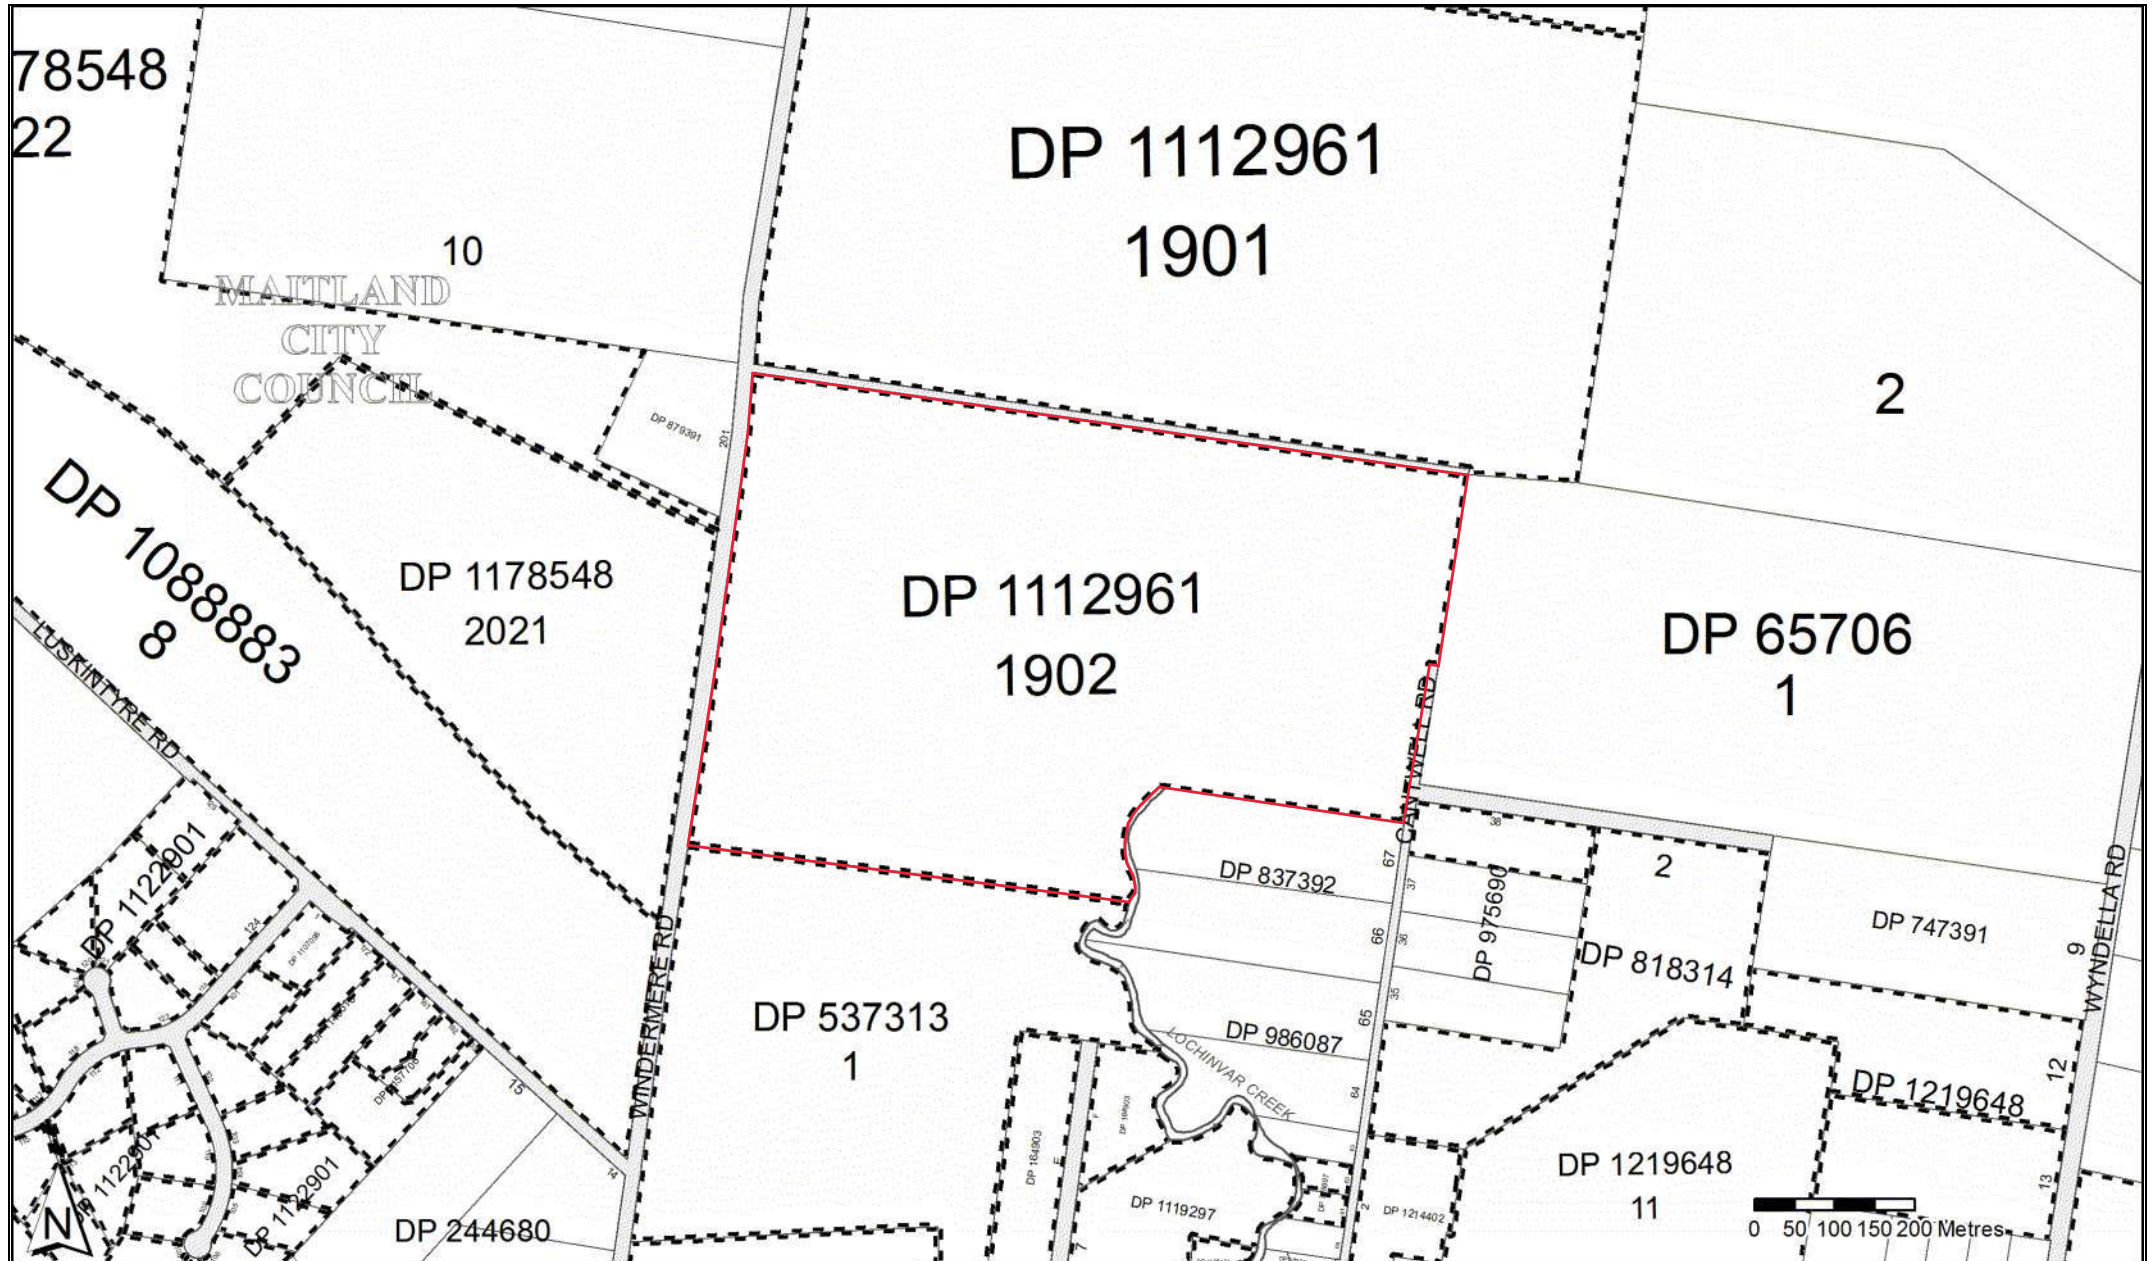 78548
22
DP 1112961
1901
10
MAITLAND
CITY
COUNCIL
2
DP 879391
201
DP 1088883
8
DP 1178548
2021
DP 1112961
1902
DP 65706
1
LUSKINTYRE RD
CANTWELL RD
WINDERMERE RD
WYNDELLA RD
DP 1122901
124
38
67
DP 837392
37
2
DP 975690
DP 747391
9
66
36
DP 818314
35
65
DP 537313
1
DP 986087
LOCHINVAR CREEK
64
12
DP 1219648
15
DP 1122901
DP 1122901
14
DP 164903
E
DP 1119297
7
2
DP 1214402
DP 1219648
11
13
DP 244680
N
0 50 100 150 200 Metres